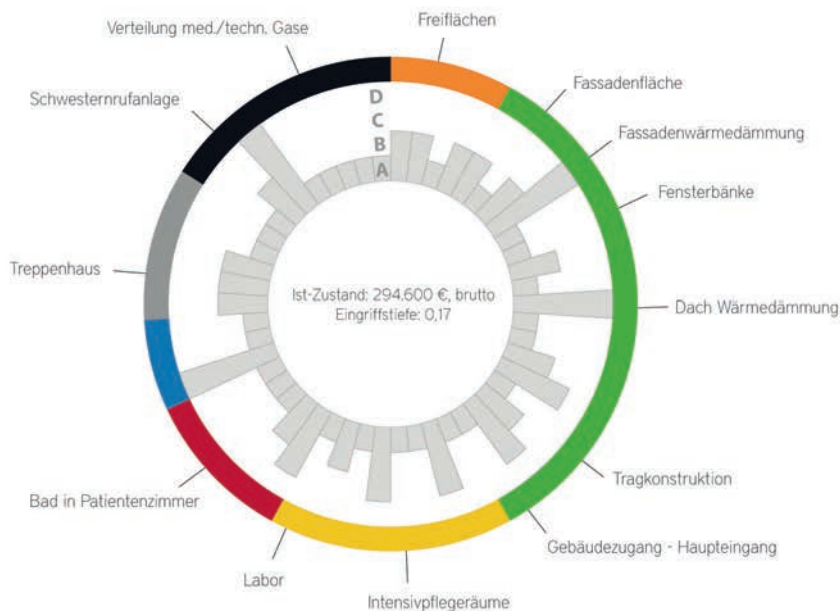 Verteilung med./techn. Gase
Freiflächen
Schwesternrufanlage
Fassadenfläche
Fassadenwärmedämmung
Fensterbänke
D
C
B
A
Treppenhaus
Ist-Zustand: 294.600 €, brutto
Eingriffstiefe: 0,17
Dach Wärmedämmung
Tragkonstruktion
Bad in Patientenzimmer
Gebäudezugang - Haupteingang
Labor
Intensivpflegeräume